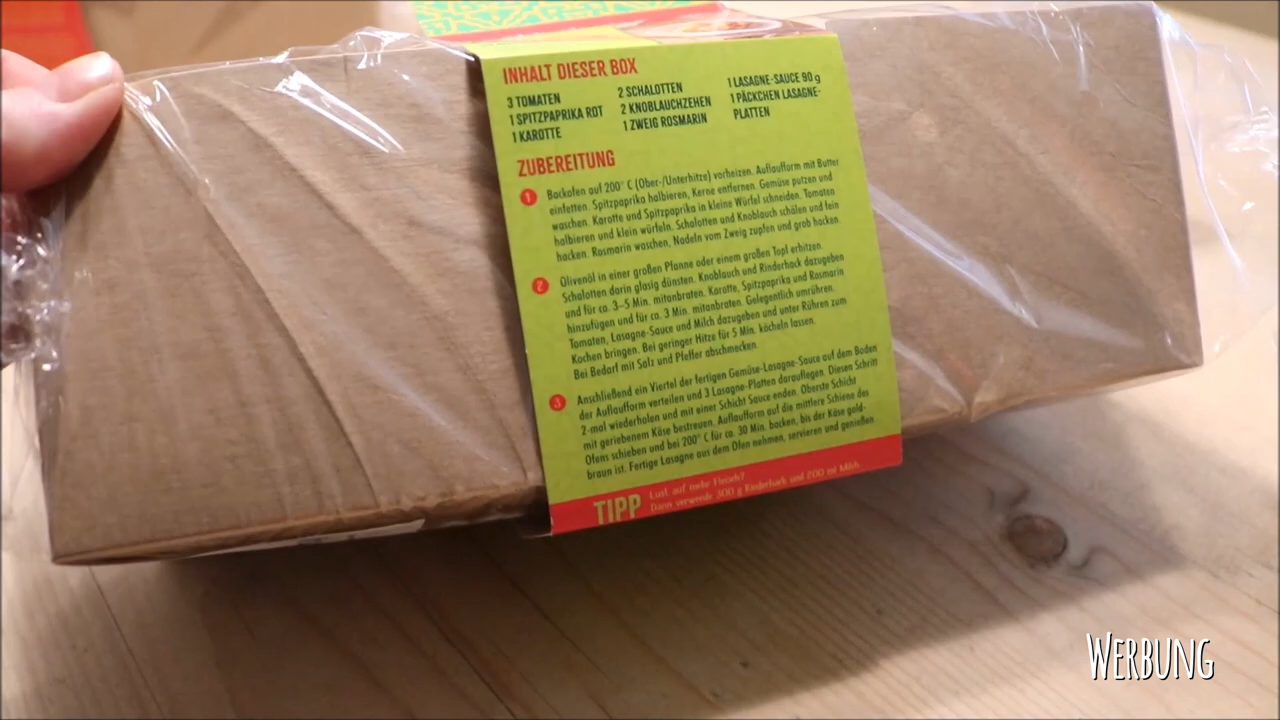 INHALT DIESER BOX
3 TOMATEN
1 SPITZPAPRIKA ROT
1 KAROTTE
2 SCHALOTTEN
2 KNOBLAUCHZEHEN
1 ZWEIG ROSMARIN
1 LASAGNE-SAUCE 90 g
1 PÄCKCHEN LASAGNE-
PLATTEN
ZUBEREITUNG
1 Backofen auf 200° C (Ober-/Unterhitze) vorheizen. Auflaufform mit Butter
einfetten. Spitzpaprika halbieren, Kerne entfernen. Gemüse putzen und
waschen. Karotte und Spitzpaprika in kleine Würfel schneiden. Tomaten
halbieren und klein würfeln. Schalotten und Knoblauch schälen und fein
hacken. Rosmarin waschen, Nadeln vom Zweig zupfen und grob hacken.
2 Olivenöl in einer großen Pfanne oder einem großen Topf erhitzen.
Schalotten darin glasig dünsten. Knoblauch und Rinderhack dazugeben
und für ca. 3–5 Min. mitanbraten. Karotte, Spitzpaprika und Rosmarin
hinzufügen und für ca. 3 Min. mitanbraten. Gelegentlich umrühren.
Tomaten, Lasagne-Sauce und Milch dazugeben und unter Rühren zum
Kochen bringen. Bei geringer Hitze für 5 Min. köcheln lassen.
Bei Bedarf mit Salz und Pfeffer abschmecken.
3 Anschließend ein Viertel der fertigen Gemüse-Lasagne-Sauce auf dem Boden
der Auflaufform verteilen und 3 Lasagne-Platten darauflegen. Diesen Schritt
2-mal wiederholen und mit einer Schicht Sauce enden. Oberste Schicht
mit geriebenem Käse bestreuen. Auflaufform auf die mittlere Schiene des
Ofens schieben und bei 200° C für ca. 30 Min. backen, bis der Käse gold-
braun ist. Fertige Lasagne aus dem Ofen nehmen, servieren und genießen.
TIPP
Lust auf mehr Fleisch?
Dann verwende 300 g Rinderhack und 200 ml Milch
WERBUNG